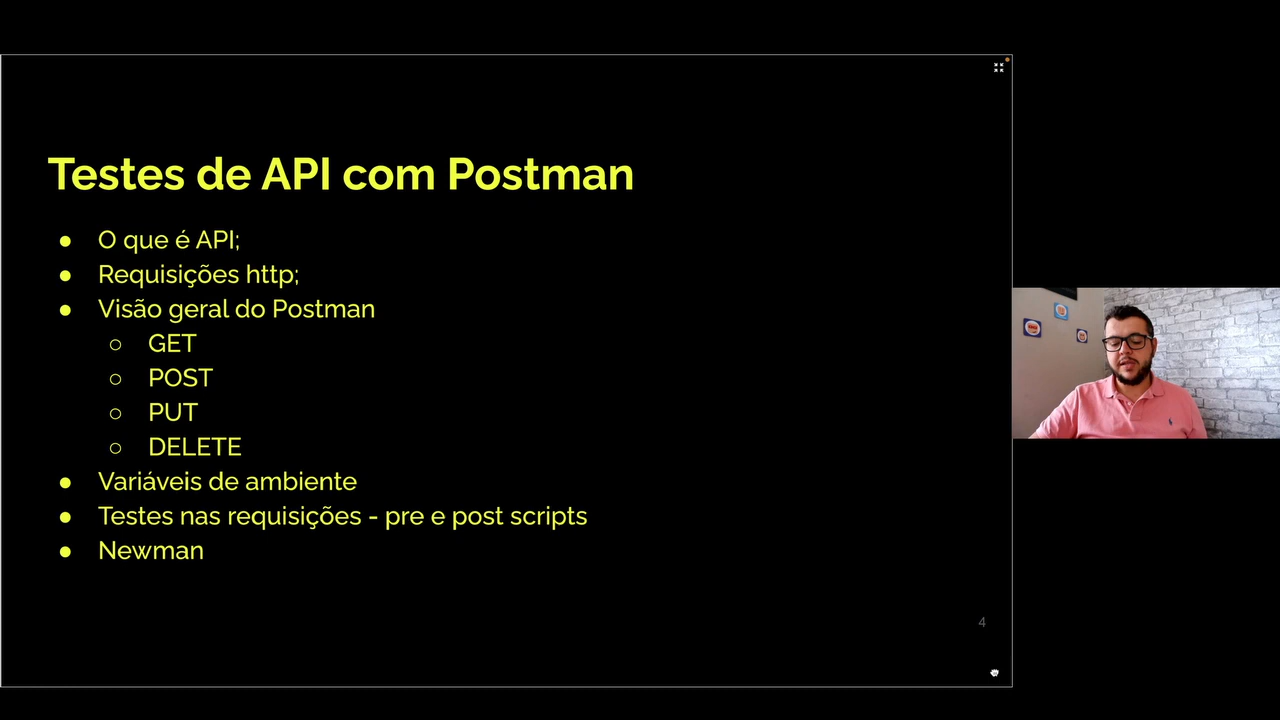 Testes de API com Postman
● O que é API;
● Requisições http;
● Visão geral do Postman
○ GET
○ POST
○ PUT
○ DELETE
● Variáveis de ambiente
● Testes nas requisições - pre e post scripts
● Newman
4